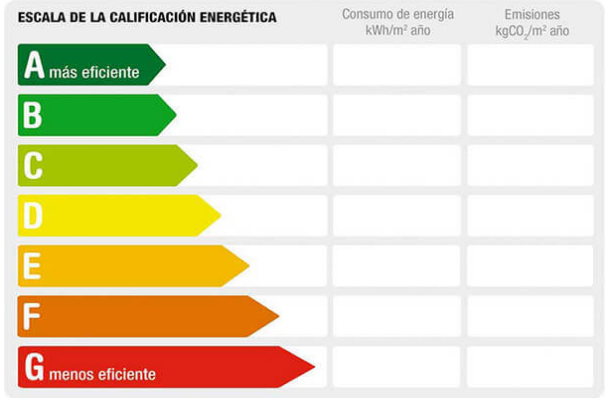 ESCALA DE LA CALIFICACIÓN ENERGÉTICA
Consumo de energía
kWh/m² año
Emisiones
kgCO₂/m² año
A más eficiente
B
C
D
E
F
G menos eficiente